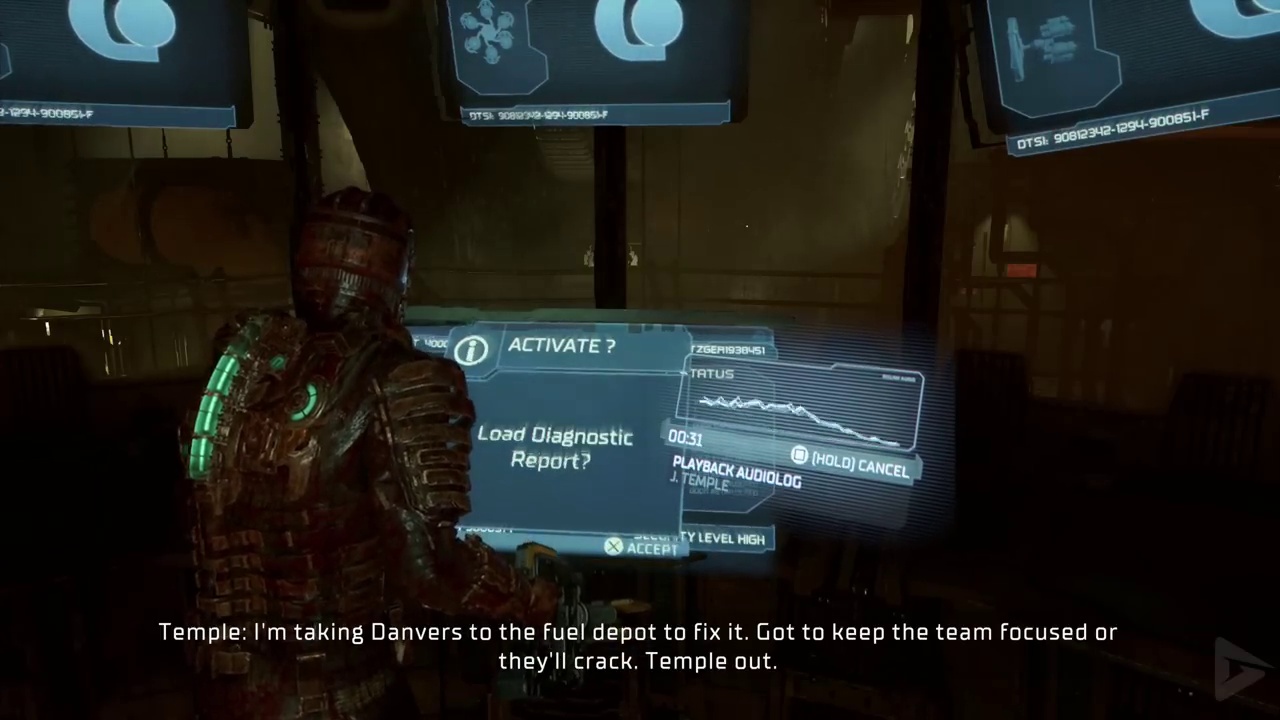 DTSI: 90812342-1294-900851-F
DTSI: 90812342-1294-900851-F
ACTIVATE ?
TATUS
Load Diagnostic
Report?
00:31
[HOLD] CANCEL
PLAYBACK AUDIOLOG
J. TEMPLE
TY LEVEL HIGH
ACCEPT
Temple: I'm taking Danvers to the fuel depot to fix it. Got to keep the team focused or
they'll crack. Temple out.